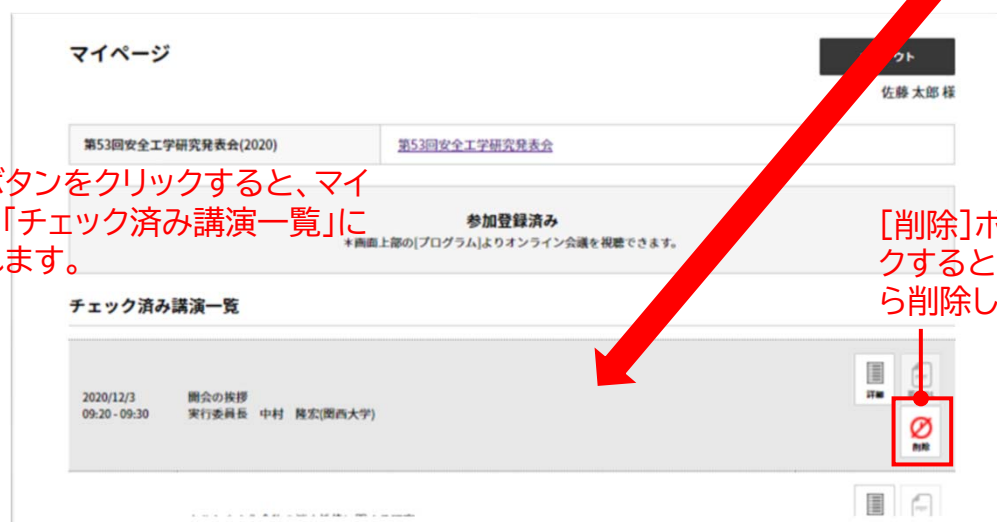 マイページ
佐藤 太郎 様
第53回安全工学研究発表会(2020)
第53回安全工学研究発表会
タンをクリックすると、マイ
「チェック済み講演一覧」に
ます。
参加登録済み
＊画面上部の[プログラム]よりオンライン会議を視聴できます。
[削除]ボ
クすると
ら削除し
チェック済み講演一覧
2020/12/3
09:20 - 09:30
開会の挨拶
実行委員長 中村 隆宏(関西大学)
詳細
削除